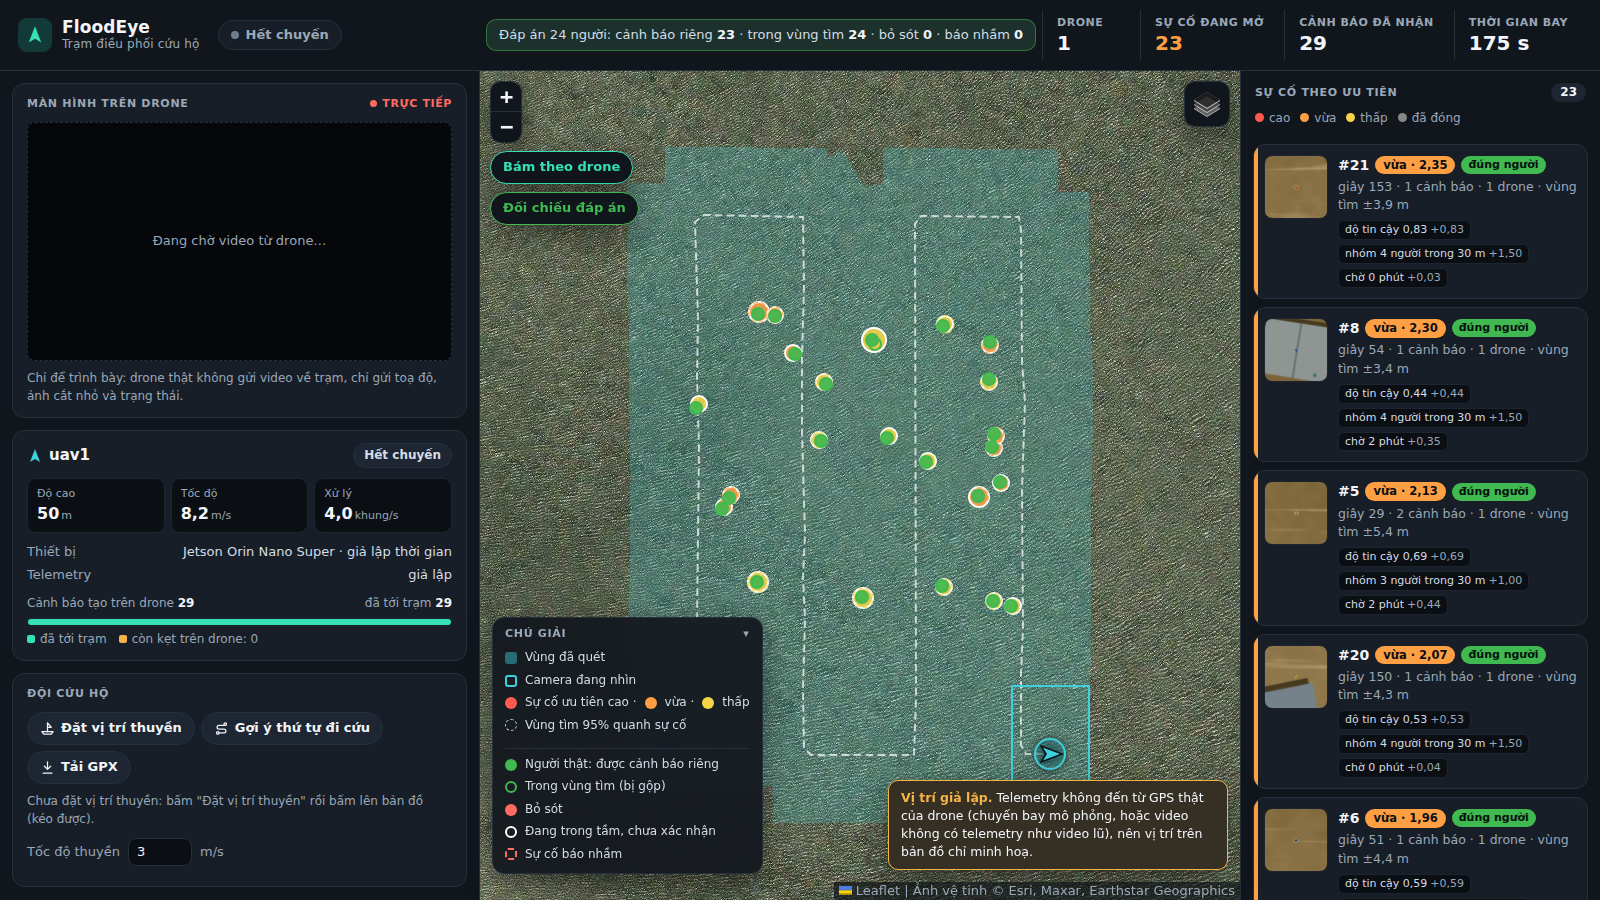 FloodEye
Trạm điều phối cứu hộ
Hết chuyến
Đáp án 24 người: cảnh báo riêng 23 · trong vùng tìm 24 · bỏ sót 0 · báo nhầm 0
DRONE
1
SỰ CỐ ĐANG MỞ
23
CẢNH BÁO ĐÃ NHẬN
29
THỜI GIAN BAY
175 s
MÀN HÌNH TRÊN DRONE
TRỰC TIẾP
Đang chờ video từ drone…
Chỉ để trình bày: drone thật không gửi video về trạm, chỉ gửi toạ độ,
ảnh cắt nhỏ và trạng thái.
uav1
Hết chuyến
Độ cao
50 m
Tốc độ
8,2 m/s
Xử lý
4,0 khung/s
Thiết bị
Jetson Orin Nano Super · giả lập thời gian
Telemetry
giả lập
Cảnh báo tạo trên drone 29
đã tới trạm 29
đã tới trạm
còn kẹt trên drone: 0
ĐỘI CỨU HỘ
Đặt vị trí thuyền
Gợi ý thứ tự đi cứu
Tải GPX
Chưa đặt vị trí thuyền: bấm "Đặt vị trí thuyền" rồi bấm lên bản đồ
(kéo được).
Tốc độ thuyền
3
m/s
+
−
Bám theo drone
Đối chiếu đáp án
CHÚ GIẢI
▾
Vùng đã quét
Camera đang nhìn
Sự cố ưu tiên cao · vừa · thấp
Vùng tìm 95% quanh sự cố
Người thật: được cảnh báo riêng
Trong vùng tìm (bị gộp)
Bỏ sót
Đang trong tầm, chưa xác nhận
Sự cố báo nhầm
Vị trí giả lập. Telemetry không đến từ GPS thật
của drone (chuyến bay mô phỏng, hoặc video
không có telemetry như video lũ), nên vị trí trên
bản đồ chỉ minh hoạ.
Leaflet | Ảnh vệ tinh © Esri, Maxar, Earthstar Geographics
SỰ CỐ THEO ƯU TIÊN
23
cao
vừa
thấp
đã đóng
#21 vừa · 2,35 đúng người
giây 153 · 1 cảnh báo · 1 drone · vùng
tìm ±3,9 m
độ tin cậy 0,83 +0,83
nhóm 4 người trong 30 m +1,50
chờ 0 phút +0,03
#8 vừa · 2,30 đúng người
giây 54 · 1 cảnh báo · 1 drone · vùng
tìm ±3,4 m
độ tin cậy 0,44 +0,44
nhóm 4 người trong 30 m +1,50
chờ 2 phút +0,35
#5 vừa · 2,13 đúng người
giây 29 · 2 cảnh báo · 1 drone · vùng
tìm ±5,4 m
độ tin cậy 0,69 +0,69
nhóm 3 người trong 30 m +1,00
chờ 2 phút +0,44
#20 vừa · 2,07 đúng người
giây 150 · 1 cảnh báo · 1 drone · vùng
tìm ±4,3 m
độ tin cậy 0,53 +0,53
nhóm 4 người trong 30 m +1,50
chờ 0 phút +0,04
#6 vừa · 1,96 đúng người
giây 51 · 1 cảnh báo · 1 drone · vùng
tìm ±4,4 m
độ tin cậy 0,59 +0,59